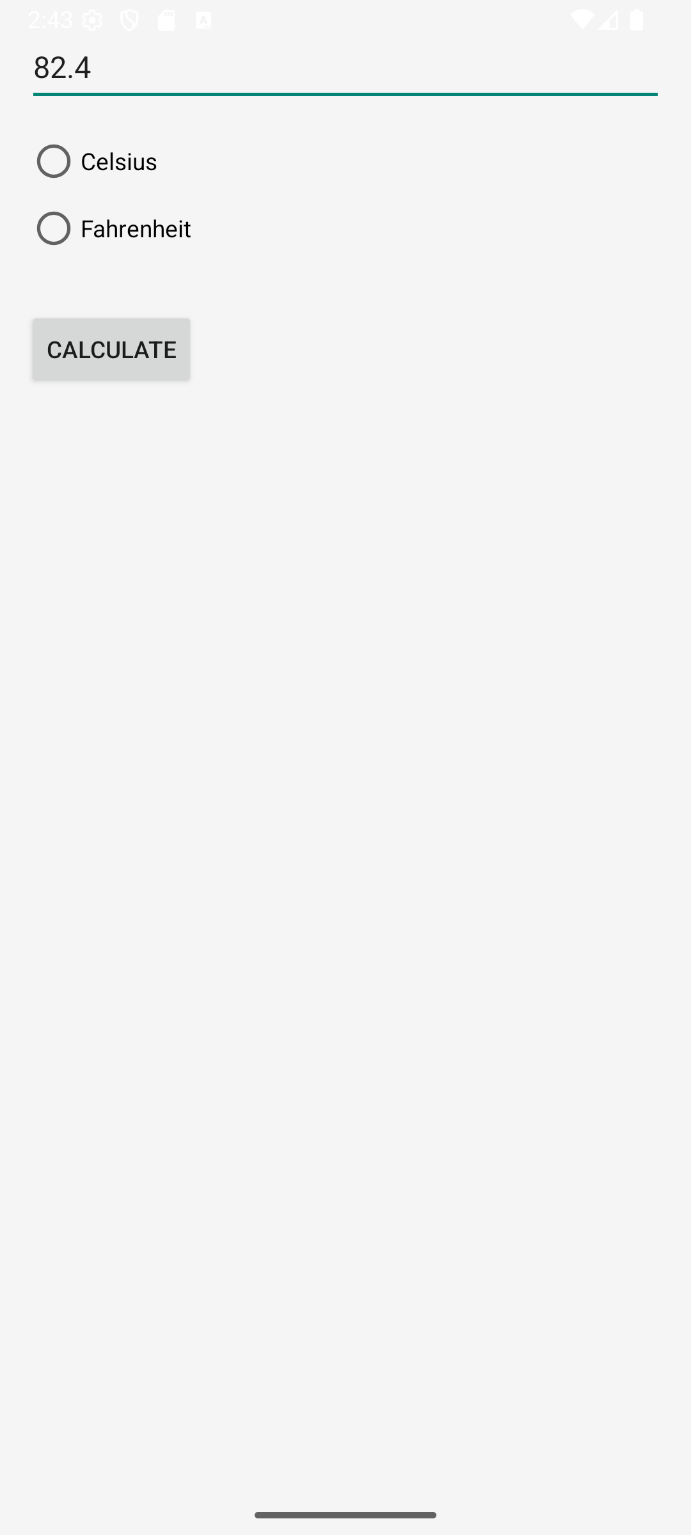 2:43
82.4
Celsius
Fahrenheit
CALCULATE